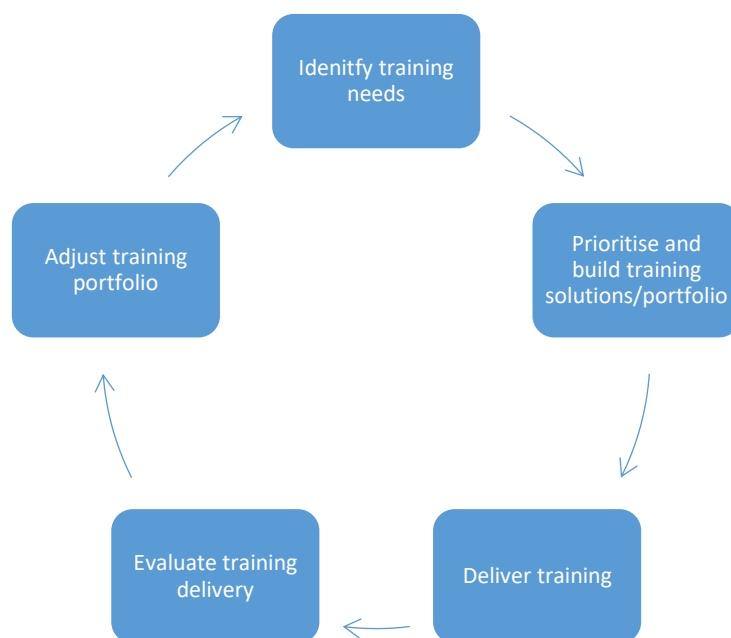 Idenitfy training
needs
Prioritise and
build training
solutions/portfolio
Deliver training
Evaluate training
delivery
Adjust training
portfolio